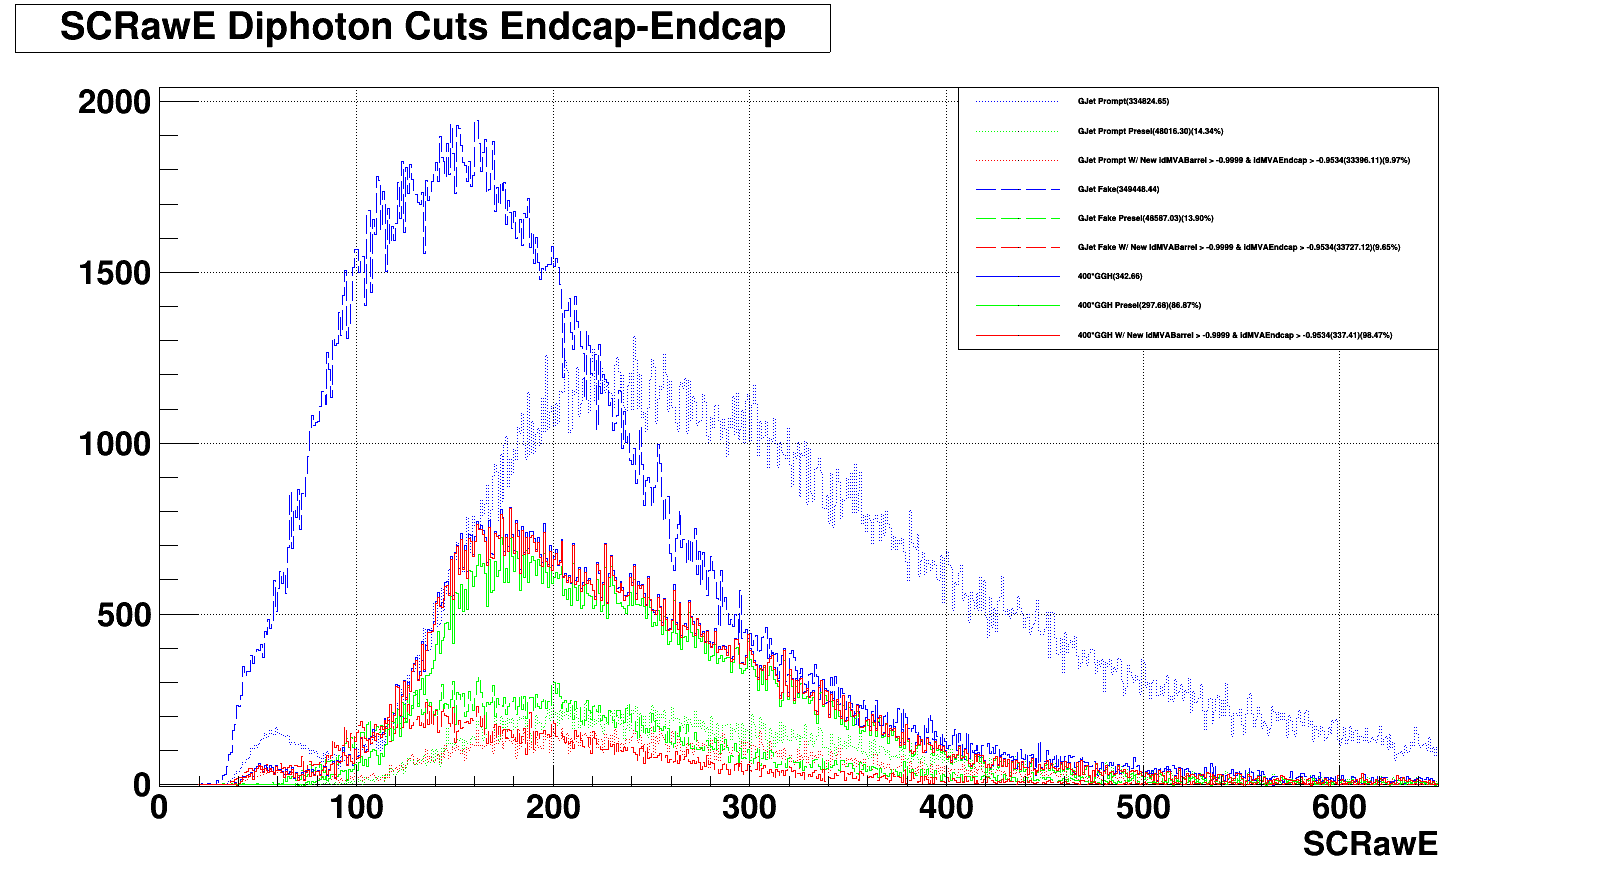 SCRawE Diphoton Cuts Endcap-Endcap
2000
1500
1000
500
0
GJet Prompt(334824.65)
GJet Prompt Presel(48016.30)(14.34%)
GJet Prompt W/ New idMVABarrel > -0.9999 & idMVAEndcap > -0.9534(33396.11)(9.97%)
GJet Fake(349448.44)
GJet Fake Presel(48587.03)(13.90%)
GJet Fake W/ New idMVABarrel > -0.9999 & idMVAEndcap > -0.9534(33727.12)(9.65%)
400*GGH(342.66)
400*GGH Presel(297.68)(86.87%)
400*GGH W/ New idMVABarrel > -0.9999 & idMVAEndcap > -0.9534(337.41)(98.47%)
0 100 200 300 400 500 600
SCRawE